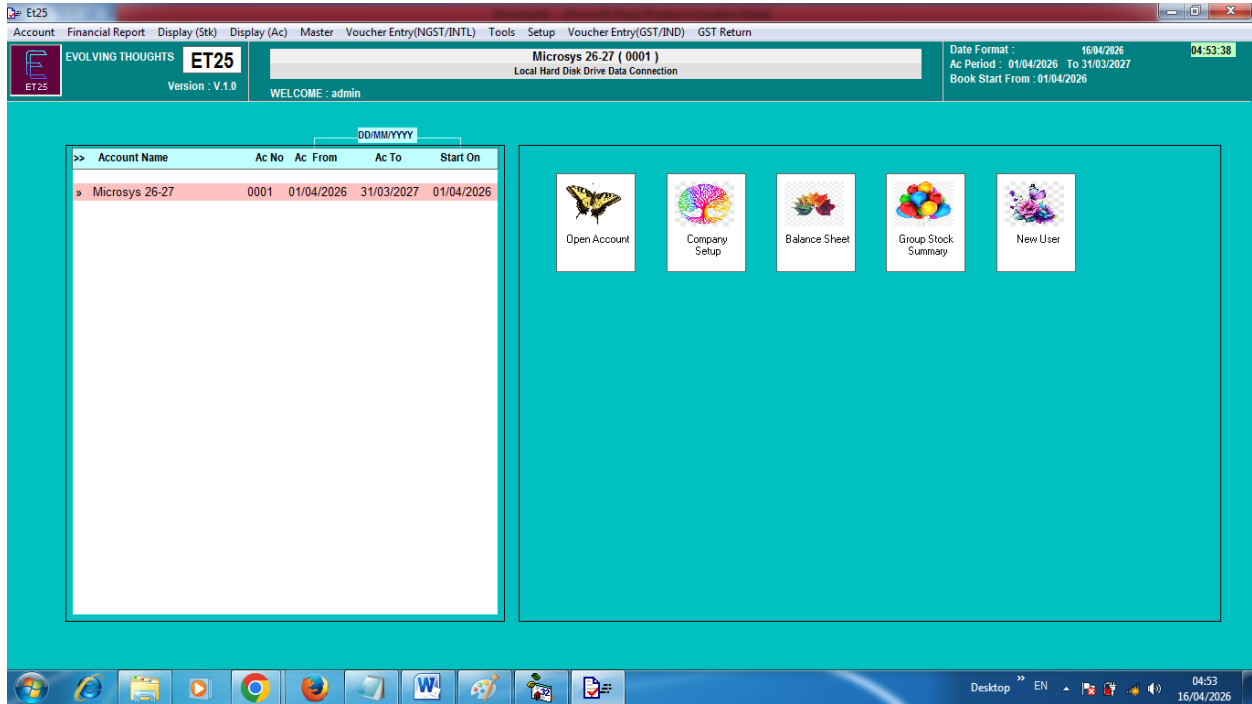 Et25
Account Financial Report Display (Stk) Display (Ac) Master Voucher Entry(NGST/INTL) Tools Setup Voucher Entry(GST/IND) GST Return
ET25
EVOLVING THOUGHTS ET25
Version : V.1.0
Microsys 26-27 ( 0001 )
Local Hard Disk Drive Data Connection
WELCOME : admin
Date Format : 16/04/2026
Ac Period : 01/04/2026 To 31/03/2027
Book Start From : 01/04/2026
04:53:38
DD/MM/YYYY
>> Account Name Ac No Ac From Ac To Start On
» Microsys 26-27 0001 01/04/2026 31/03/2027 01/04/2026
Open Account
Company
Setup
Balance Sheet
Group Stock
Summary
New User
W
32
Desktop » EN
04:53
16/04/2026